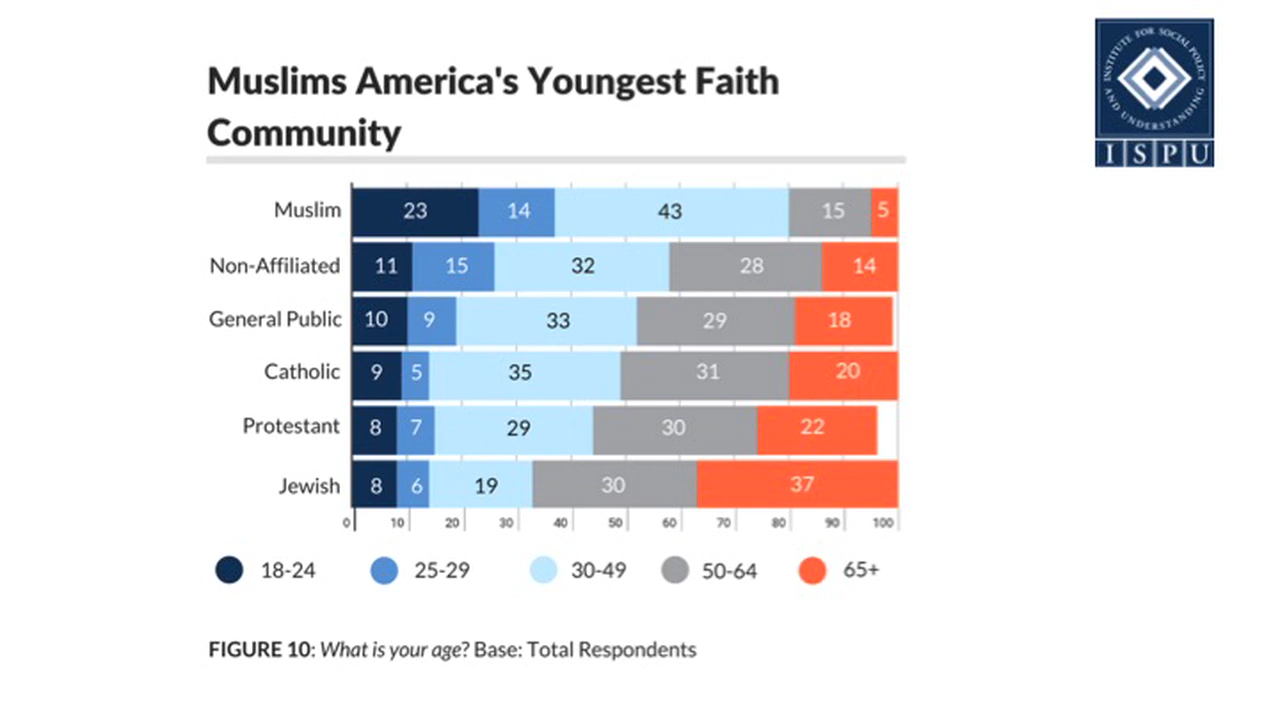 Muslims America's Youngest Faith
Community
INSTITUTE FOR SOCIAL POLICY
AND UNDERSTANDING
ISPU
Muslim 23 14 43 15 5
Non-Affiliated 11 15 32 28 14
General Public 10 9 33 29 18
Catholic 9 5 35 31 20
Protestant 8 7 29 30 22
Jewish 8 6 19 30 37
0 10 20 30 40 50 60 70 80 90 100
18-24 25-29 30-49 50-64 65+
FIGURE 10: What is your age? Base: Total Respondents